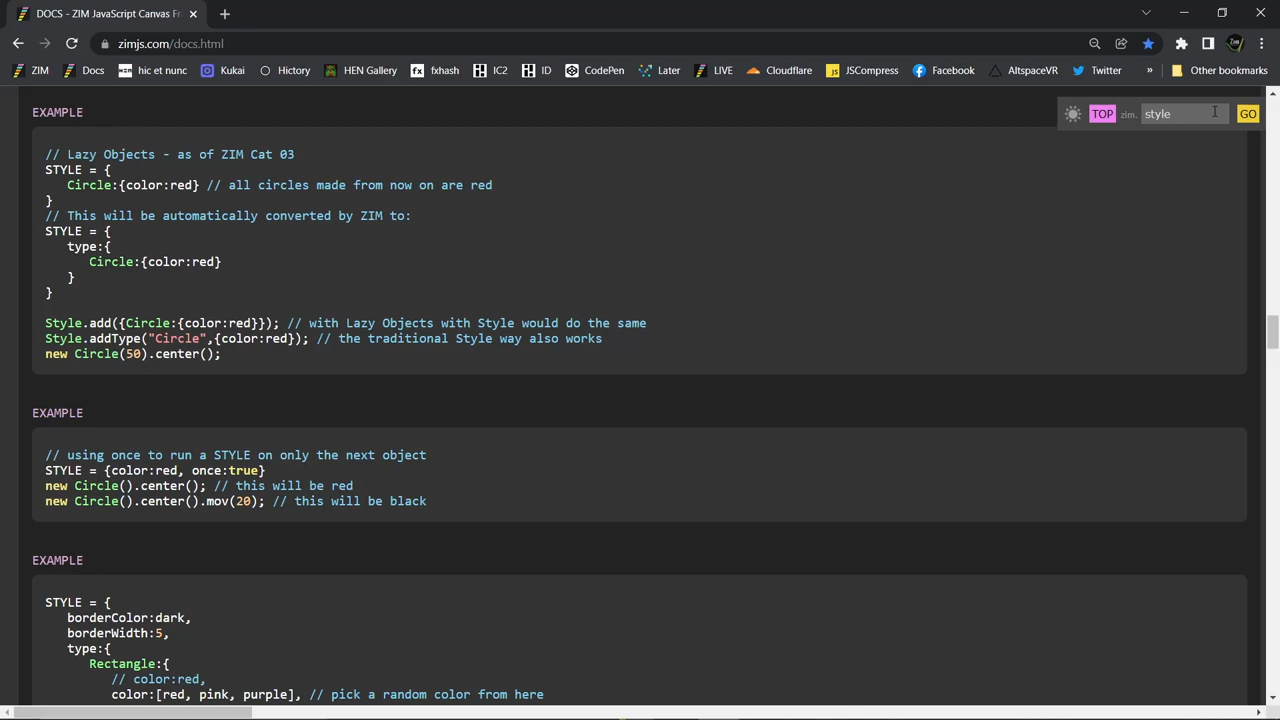 DOCS - ZIM JavaScript Canvas Fr
zimjs.com/docs.html
ZIM
Docs
hic et nunc
Kukai
Hictory
HEN Gallery
fx fxhash
IC2
ID
CodePen
Later
LIVE
Cloudflare
JS JSCompress
Facebook
AltspaceVR
Twitter
»
Other bookmarks
TOP zim. style GO
EXAMPLE
// Lazy Objects - as of ZIM Cat 03
STYLE = {
Circle:{color:red} // all circles made from now on are red
}
// This will be automatically converted by ZIM to:
STYLE = {
type:{
Circle:{color:red}
}
}
Style.add({Circle:{color:red}}); // with Lazy Objects with Style would do the same
Style.addType("Circle",{color:red}); // the traditional Style way also works
new Circle(50).center();
EXAMPLE
// using once to run a STYLE on only the next object
STYLE = {color:red, once:true}
new Circle().center(); // this will be red
new Circle().center().mov(20); // this will be black
EXAMPLE
STYLE = {
borderColor:dark,
borderWidth:5,
type:{
Rectangle:{
// color:red,
color:[red, pink, purple], // pick a random color from here